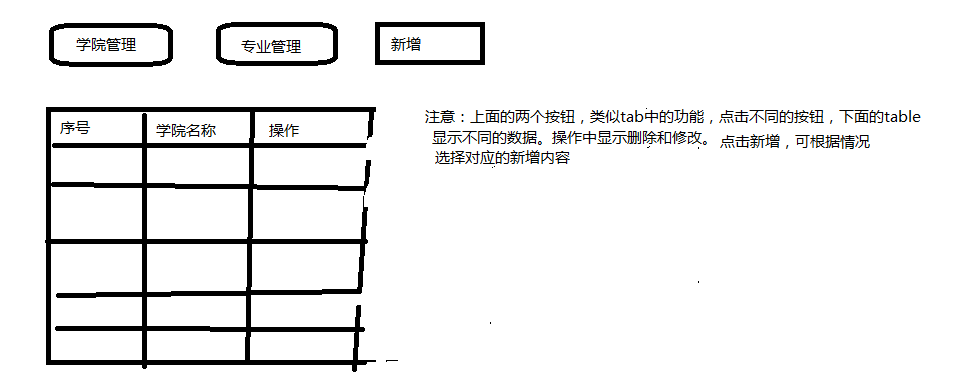 学院管理
专业管理
新增
序号
学院名称
操作
注意：上面的两个按钮，类似tab中的功能，点击不同的按钮，下面的table
显示不同的数据。操作中显示删除和修改。 点击新增，可根据情况
选择对应的新增内容